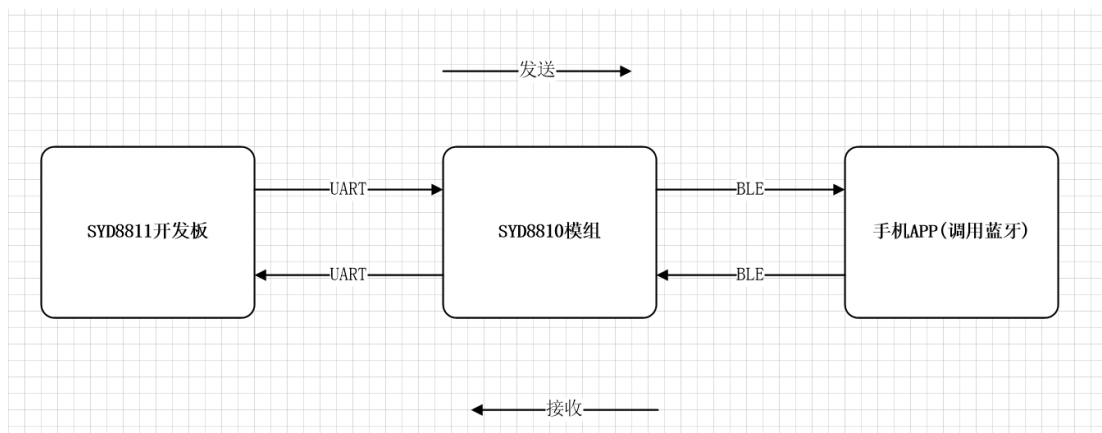 发送
UART
BLE
SYD8811开发板
SYD8810模组
手机APP(调用蓝牙)
UART
BLE
接收